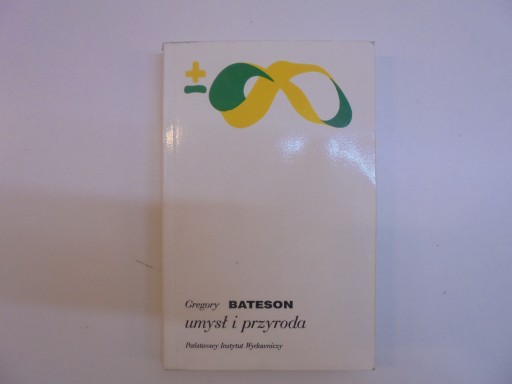 ±
Gregory BATESON
umysł i przyroda
Państwowy Instytut Wydawniczy